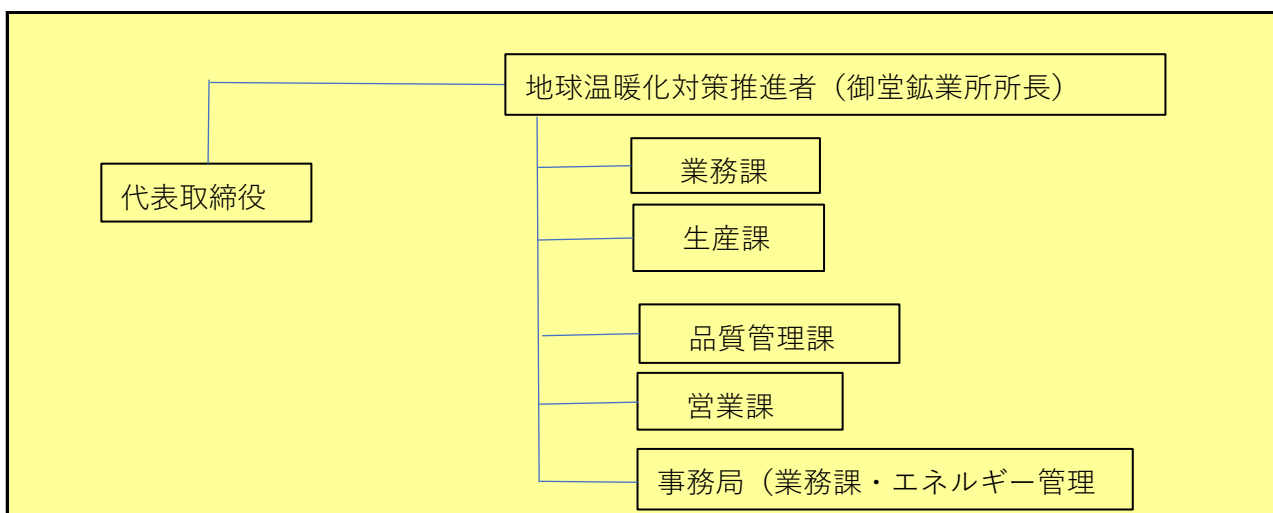 地球温暖化対策推進者（御堂鉱業所所長）
代表取締役
業務課
生産課
品質管理課
営業課
事務局（業務課・エネルギー管理